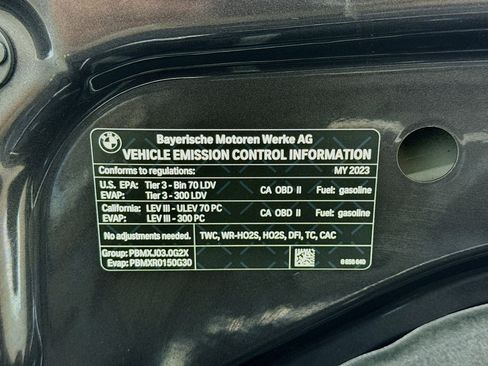 Bayerische Motoren Werke AG
VEHICLE EMISSION CONTROL INFORMATION
Conforms to regulations: MY 2023
U.S. EPA: Tier 3 - Bin 70 LDV CA OBD II Fuel: gasoline
EVAP: Tier 3 - 300 LDV
California: LEV III - ULEV 70 PC CA OBD II Fuel: gasoline
EVAP: LEV III - 300 PC
No adjustments needed. TWC, WR-HO2S, HO2S, DFI, TC, CAC
Group: PBMXJ03.0G2X
Evap: PBMXR0150G30